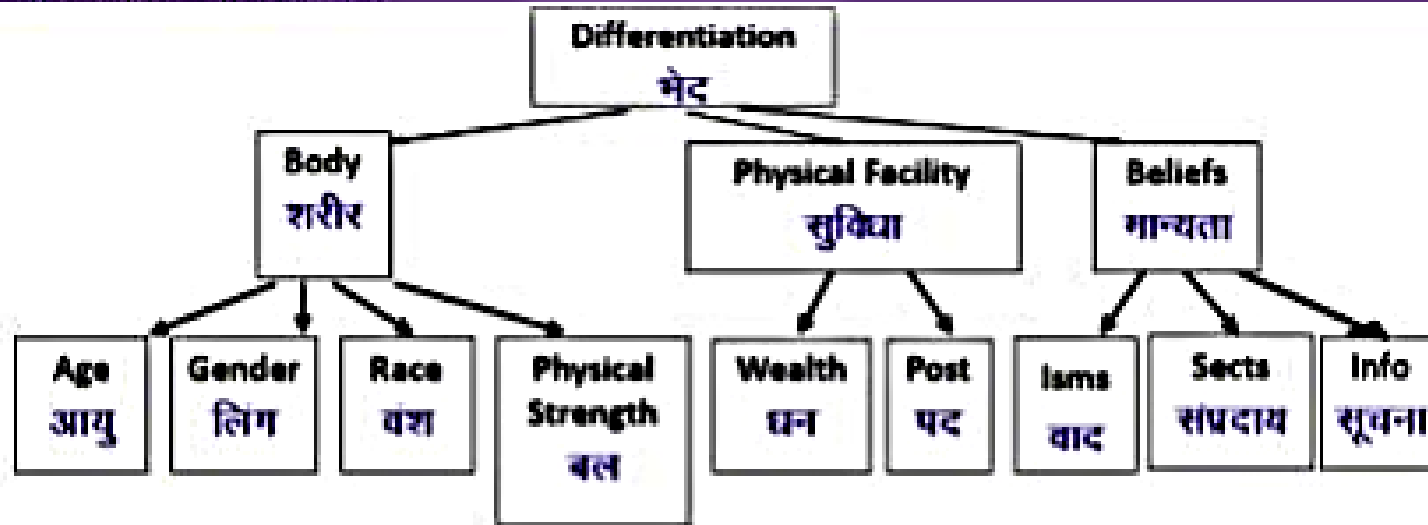 Differentiation
भेद
Body
शरीर
Physical Facility
सुविधा
Beliefs
मान्यता
Age
आयु
Gender
लिंग
Race
वंश
Physical
Strength
बल
Wealth
धन
Post
पद
Isms
वाद
Sects
संप्रदाय
Info
सूचना